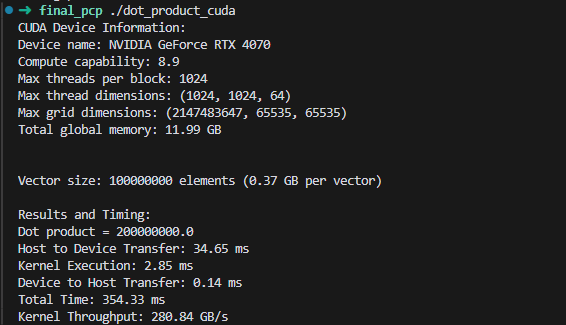 ➜ final_pcp ./dot_product_cuda
CUDA Device Information:
Device name: NVIDIA GeForce RTX 4070
Compute capability: 8.9
Max threads per block: 1024
Max thread dimensions: (1024, 1024, 64)
Max grid dimensions: (2147483647, 65535, 65535)
Total global memory: 11.99 GB
Vector size: 100000000 elements (0.37 GB per vector)
Results and Timing:
Dot product = 200000000.0
Host to Device Transfer: 34.65 ms
Kernel Execution: 2.85 ms
Device to Host Transfer: 0.14 ms
Total Time: 354.33 ms
Kernel Throughput: 280.84 GB/s